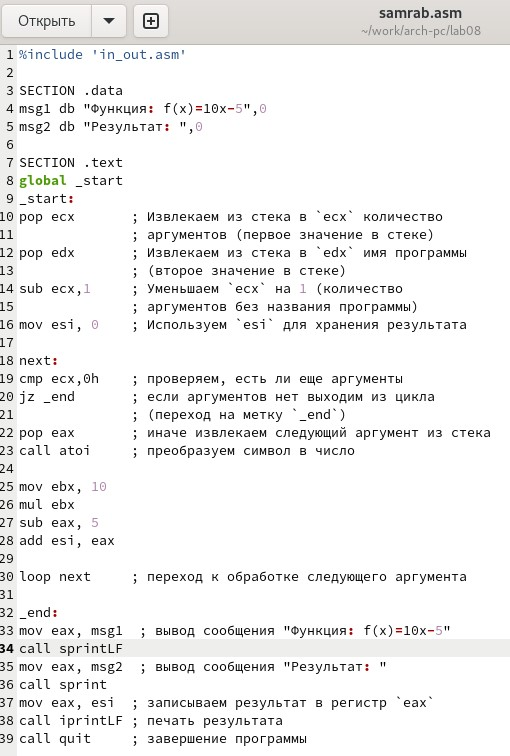 Открыть
samrab.asm
~/work/arch-pc/lab08
1 %include 'in_out.asm'
2
3 SECTION .data
4 msg1 db "Функция: f(x)=10x-5",0
5 msg2 db "Результат: ",0
6
7 SECTION .text
8 global _start
9 _start:
10 pop ecx       ; Извлекаем из стека в `ecx` количество
11               ; аргументов (первое значение в стеке)
12 pop edx       ; Извлекаем из стека в `edx` имя программы
13               ; (второе значение в стеке)
14 sub ecx,1     ; Уменьшаем `ecx` на 1 (количество
15               ; аргументов без названия программы)
16 mov esi, 0    ; Используем `esi` для хранения результата
17
18 next:
19 cmp ecx,0h    ; проверяем, есть ли еще аргументы
20 jz _end       ; если аргументов нет выходим из цикла
21               ; (переход на метку `_end`)
22 pop eax       ; иначе извлекаем следующий аргумент из стека
23 call atoi     ; преобразуем символ в число
24
25 mov ebx, 10
26 mul ebx
27 sub eax, 5
28 add esi, eax
29
30 loop next     ; переход к обработке следующего аргумента
31
32 _end:
33 mov eax, msg1  ; вывод сообщения "Функция: f(x)=10x-5"
34 call sprintLF
35 mov eax, msg2  ; вывод сообщения "Результат: "
36 call sprint
37 mov eax, esi  ; записываем результат в регистр `eax`
38 call iprintLF ; печать результата
39 call quit     ; завершение программы